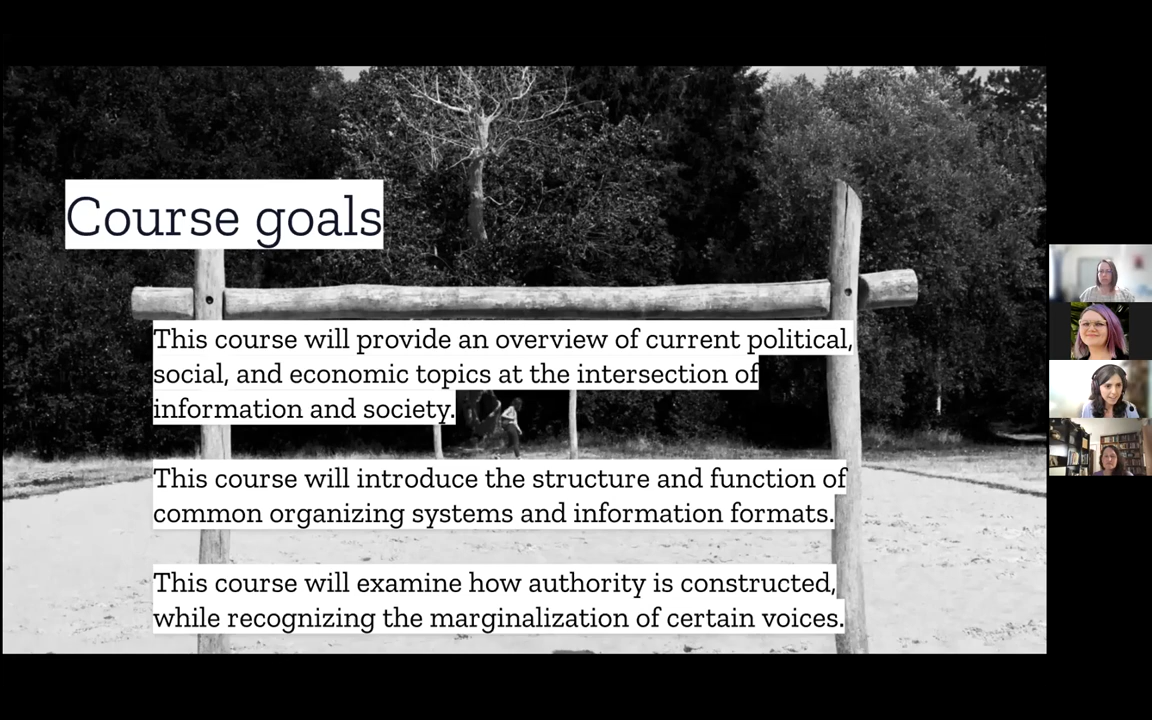 Course goals
This course will provide an overview of current political,
social, and economic topics at the intersection of
information and society.
This course will introduce the structure and function of
common organizing systems and information formats.
This course will examine how authority is constructed,
while recognizing the marginalization of certain voices.